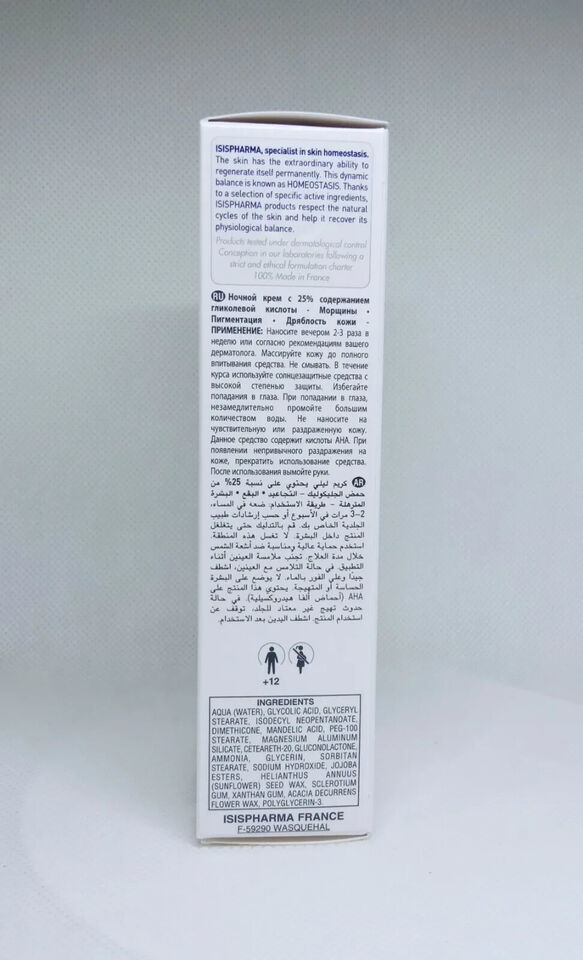 ISISPHARMA, specialist in skin homeostasis.
The skin has the extraordinary ability to
regenerate itself permanently. This dynamic
balance is known as HOMEOSTASIS. Thanks
to a selection of specific active ingredients,
ISISPHARMA products respect the natural
cycles of the skin and help it recover its
physiological balance.
Products tested under dermatological control
Conception in our laboratories following a
strict and ethical formulation charter
100% Made in France
RU Ночной крем с 25% содержанием
гликолевой кислоты - Морщины •
Пигментация • Дряблость кожи -
ПРИМЕНЕНИЕ: Наносите вечером 2-3 раза в
неделю или согласно рекомендациям вашего
дерматолога. Массируйте кожу до полного
впитывания средства. Не смывать. В течение
курса используйте солнцезащитные средства с
высокой степенью защиты. Избегайте
попадания в глаза. При попадании в глаза,
незамедлительно промойте большим
количеством воды. Не наносите на
чувствительную или раздраженную кожу.
Данное средство содержит кислоты АНА. При
появлении непривычного раздражения на
коже, прекратить использование средства.
После использования вымойте руки.
AR كريم ليلي يحتوي على نسبة 25% من
حمض الجليكوليك - التجاعيد • البقع • البشرة
المترهلة - طريقة الاستخدام: ضعه في المساء،
2-3 مرات في الأسبوع أو حسب إرشادات طبيب
الجلدية الخاص بك. قم بالتدليك حتى يتغلغل
المنتج داخل البشرة. لا تغسل هذه المنطقة.
استخدم حماية عالية ومناسبة ضد أشعة الشمس
خلال مدة العلاج. تجنب ملامسة العينين أثناء
التطبيق. في حالة التلامس مع العينين، اشطف
جيدًا وعلى الفور بالماء. لا يوضع على البشرة
الحساسة أو المتهيجة. يحتوي هذا المنتج على
AHA (أحماض ألفا هيدروكسيلية). في حالة
حدوث تهيج غير معتاد للجلد، توقف عن
استخدام المنتج. اشطف اليدين بعد الاستخدام.
+12
INGREDIENTS
AQUA (WATER), GLYCOLIC ACID, GLYCERYL
STEARATE, ISODECYL NEOPENTANOATE,
DIMETHICONE, MANDELIC ACID, PEG-100
STEARATE, MAGNESIUM ALUMINUM
SILICATE, CETEARETH-20, GLUCONOLACTONE,
AMMONIA, GLYCERIN, SORBITAN
STEARATE, SODIUM HYDROXIDE, JOJOBA
ESTERS, HELIANTHUS ANNUUS
(SUNFLOWER) SEED WAX, SCLEROTIUM
GUM, XANTHAN GUM, ACACIA DECURRENS
FLOWER WAX, POLYGLYCERIN-3.
ISISPHARMA FRANCE
F-59290 WASQUEHAL